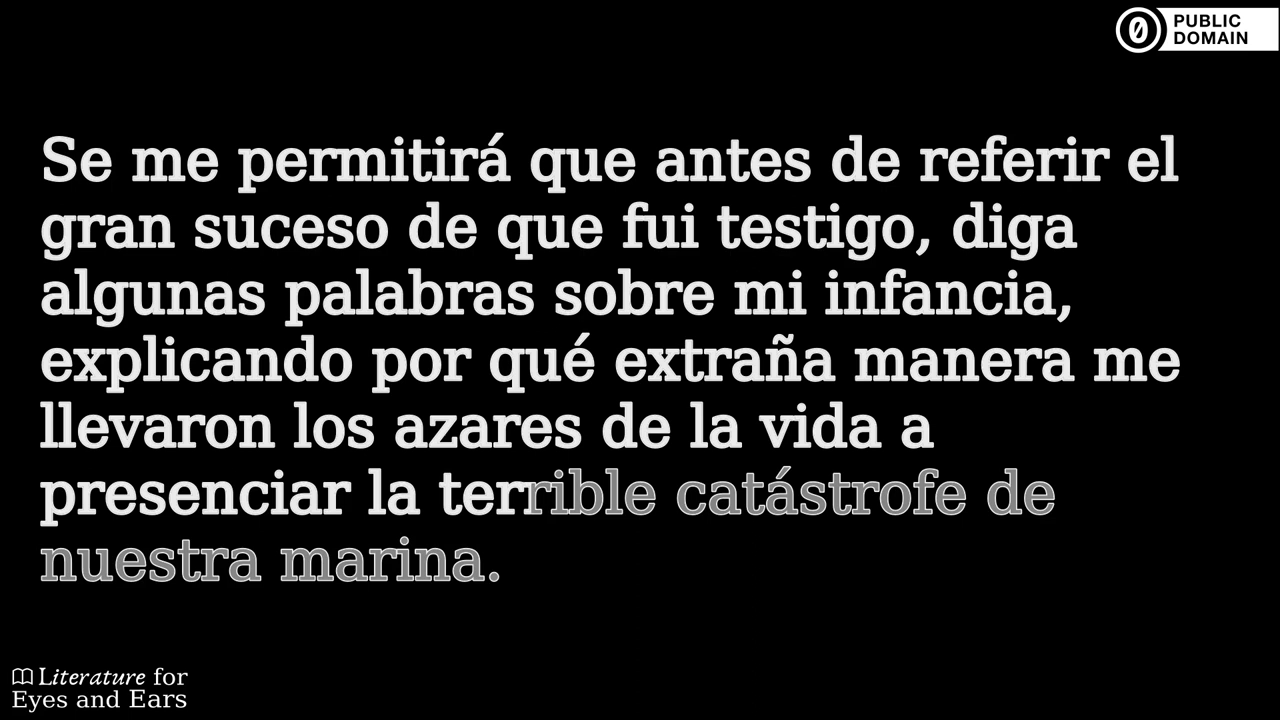 PUBLIC
DOMAIN
Se me permitirá que antes de referir el
gran suceso de que fui testigo, diga
algunas palabras sobre mi infancia,
explicando por qué extraña manera me
llevaron los azares de la vida a
presenciar la terrible catástrofe de
nuestra marina.
Literature for
Eyes and Ears